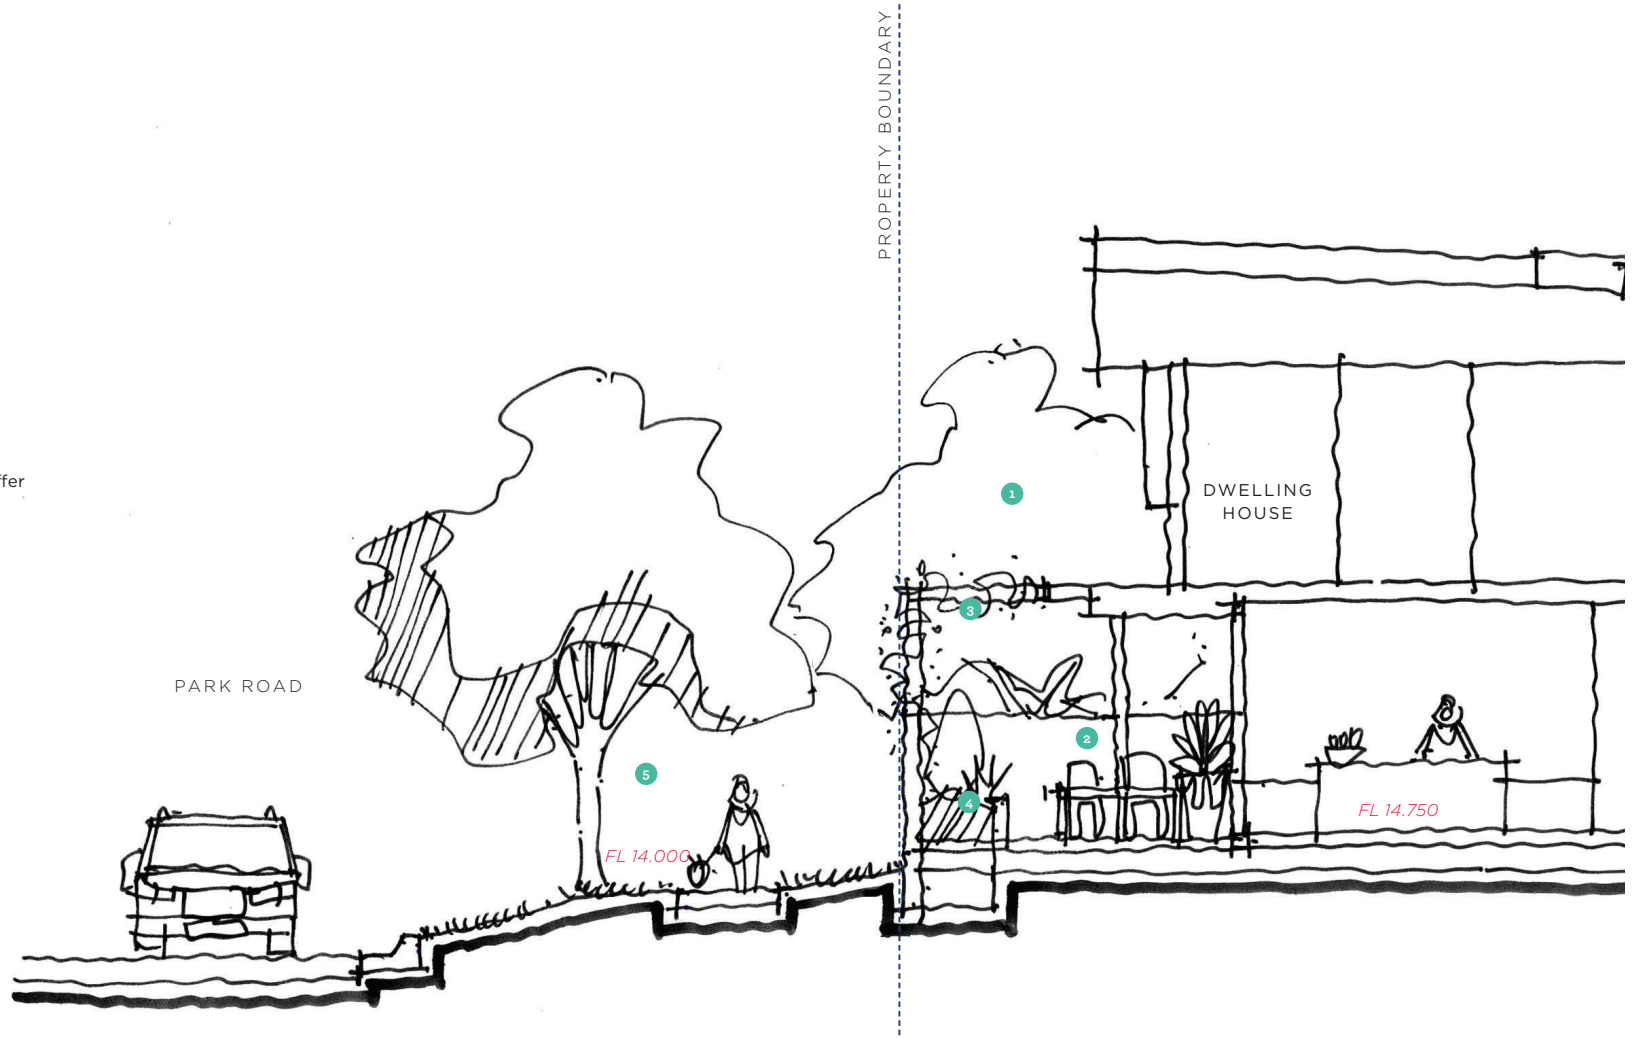 PROPERTY BOUNDARY
ffer
1
DWELLING
HOUSE
3
PARK ROAD
2
5
4
FL 14.750
FL 14.000